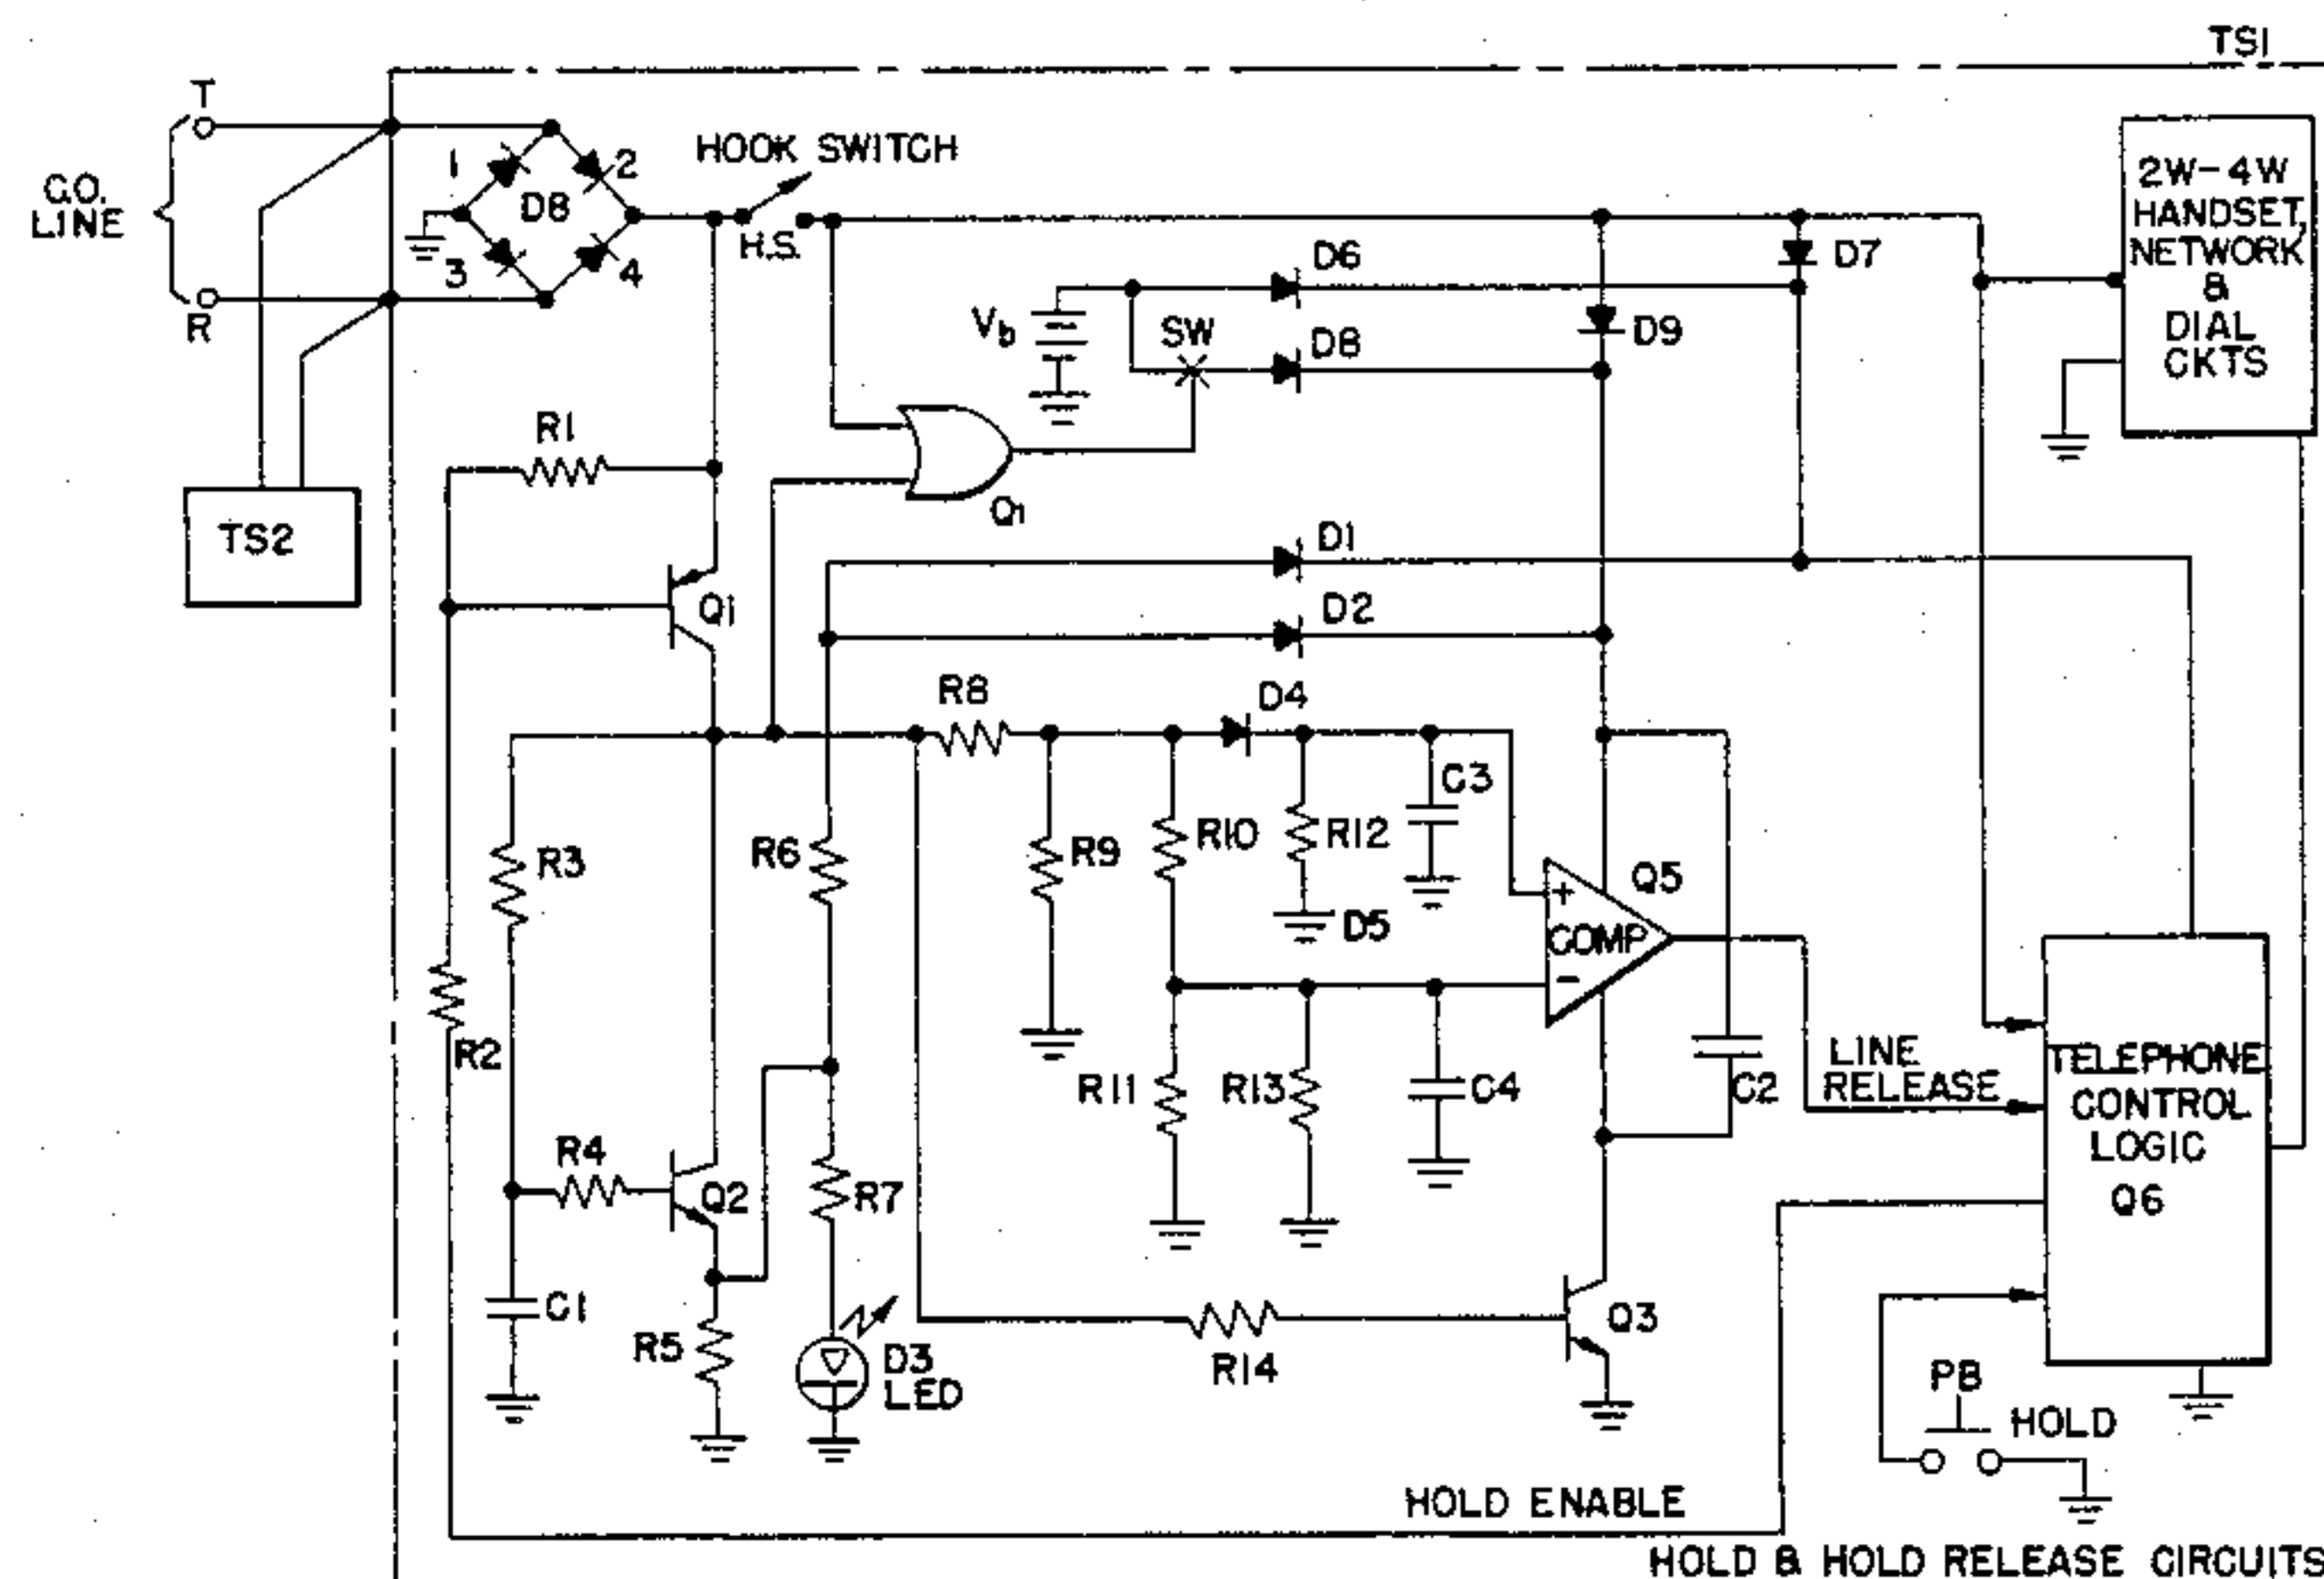 TS1
T
C.O.
LINE
R
1
2
D8
3
4
HOOK SWITCH
H.S.
2W-4W
HANDSET,
NETWORK
&
DIAL
CKTS
D6
D7
Vb
SW
D8
D9
R1
Q1
TS2
D1
Q1
D2
R8
D4
C3
R3
R6
R9
R10
R12
Q5
+
COMP
D5
-
R2
R11
R13
C4
C2
LINE
RELEASE
TELEPHONE
CONTROL
LOGIC
Q6
R4
Q2
R7
C1
R5
D3
LED
R14
Q3
PB
HOLD
HOLD ENABLE
HOLD & HOLD RELEASE CIRCUITS